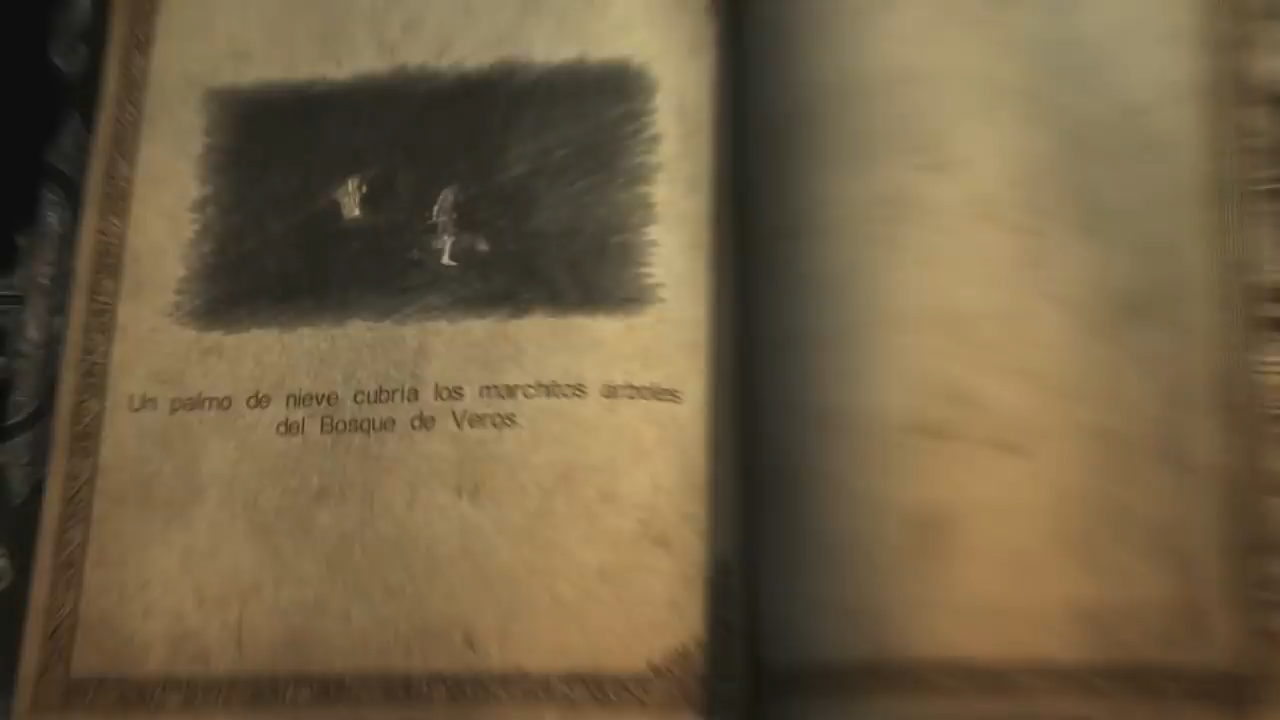 Un palmo de nieve cubría los marchitos árboles
del Bosque de Veros.